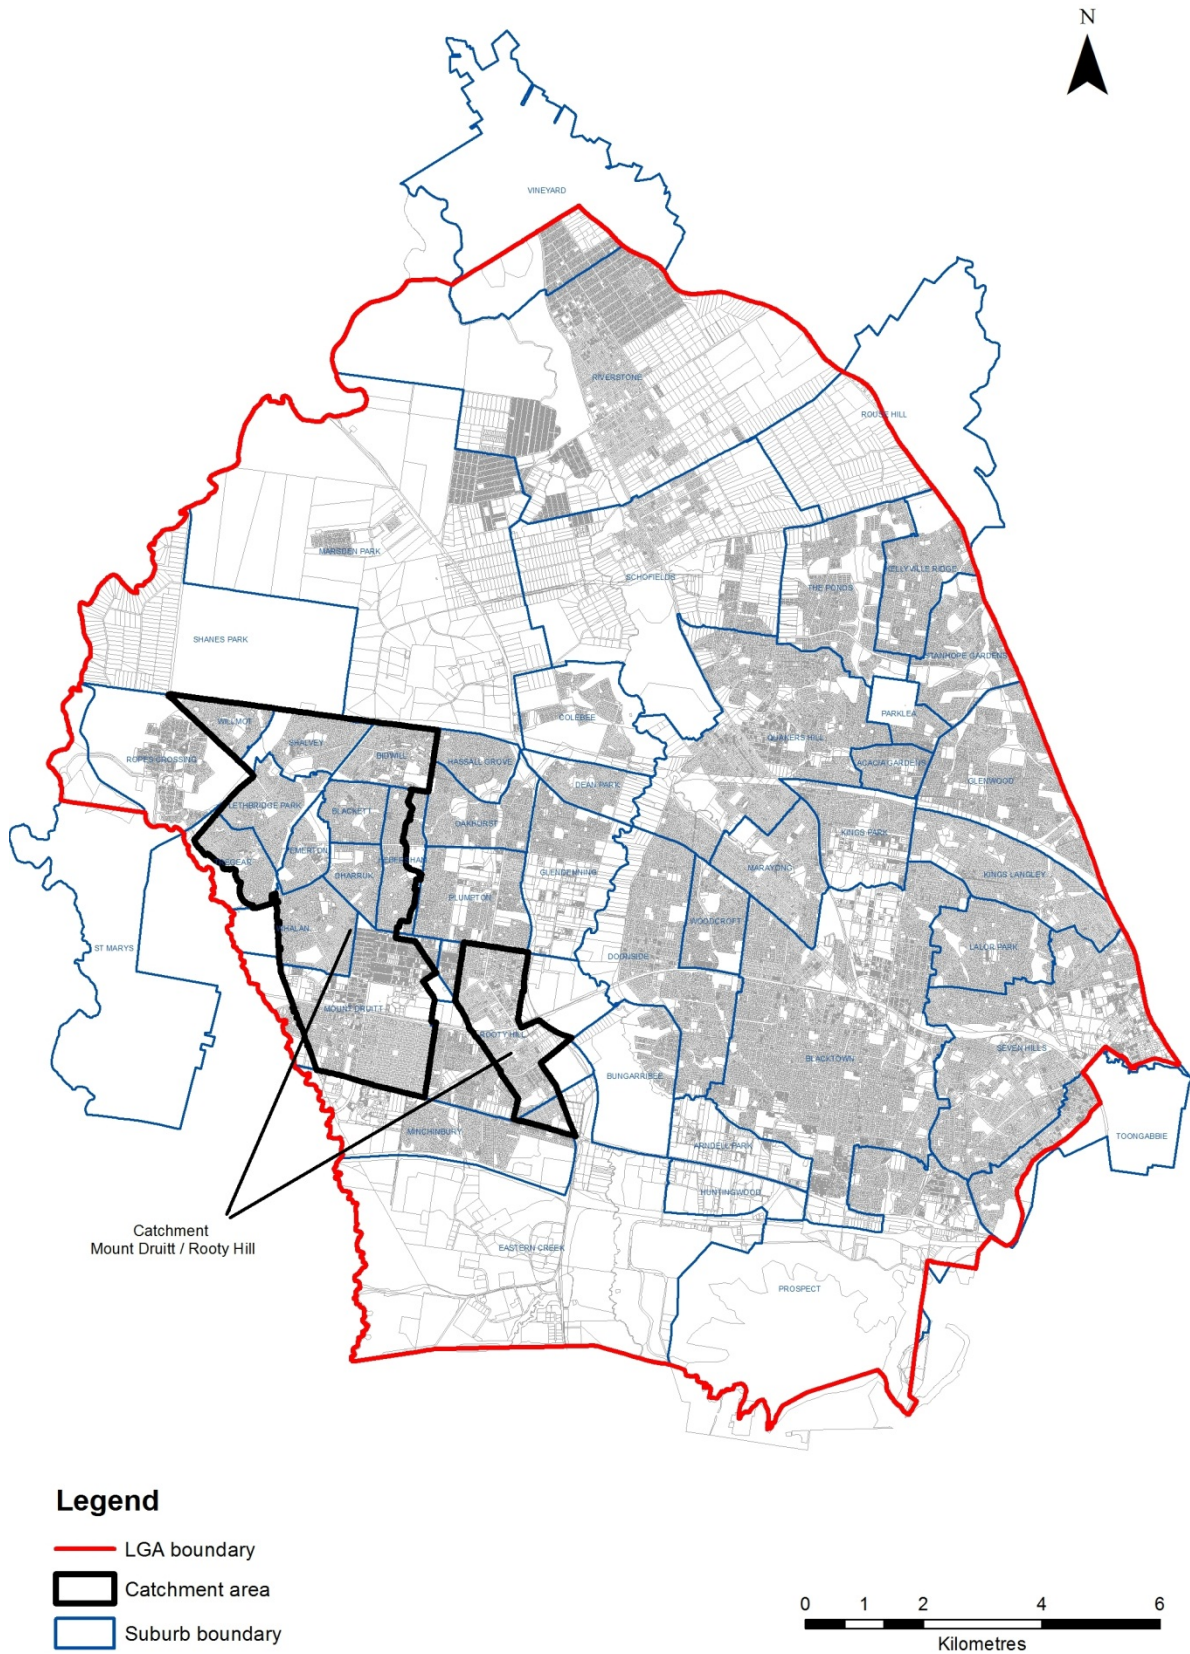 N
VINEYARD
RIVERSTONE
ROUSE HILL
MARSDEN PARK
SCHOFIELDS
KELLYVILLE RIDGE
THE PONDS
SHANES PARK
STANHOPE GARDENS
PARKLEA
WILLMOT
COLEBEE
QUAKERS HILL
SHALVEY
BIDWILL
ROPES CROSSING
HASSALL GROVE
ACACIA GARDENS
GLENWOOD
DEAN PARK
LETHBRIDGE PARK
BLACKETT
OAKHURST
KINGS PARK
TREGEAR
EMERTON
HEBERSHAM
MARAYONG
DHARRUK
GLENDENNING
KINGS LANGLEY
PLUMPTON
WOODCROFT
WHALAN
ST MARYS
LALOR PARK
DOONSIDE
MOUNT DRUITT
ROOTY HILL
SEVEN HILLS
BLACKTOWN
BUNGARRIBEE
MINCHINBURY
TOONGABBIE
ARNDELL PARK
HUNTINGWOOD
Catchment
Mount Druitt / Rooty Hill
EASTERN CREEK
PROSPECT
Legend
LGA boundary
Catchment area
Suburb boundary
0 1 2 4 6
Kilometres